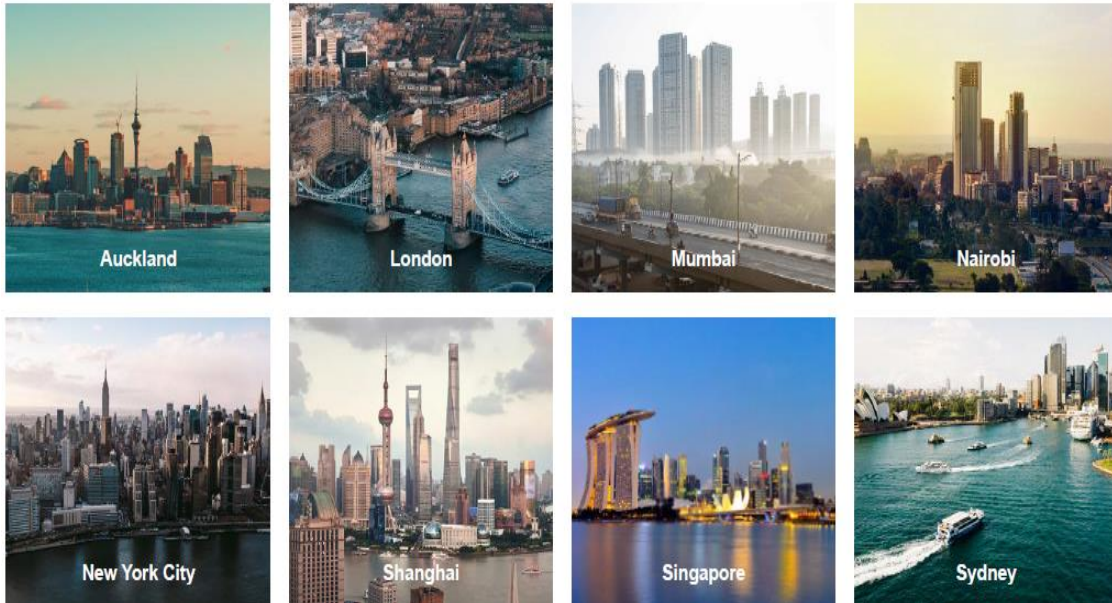 Auckland
London
Mumbai
Nairobi
New York City
Shanghai
Singapore
Sydney